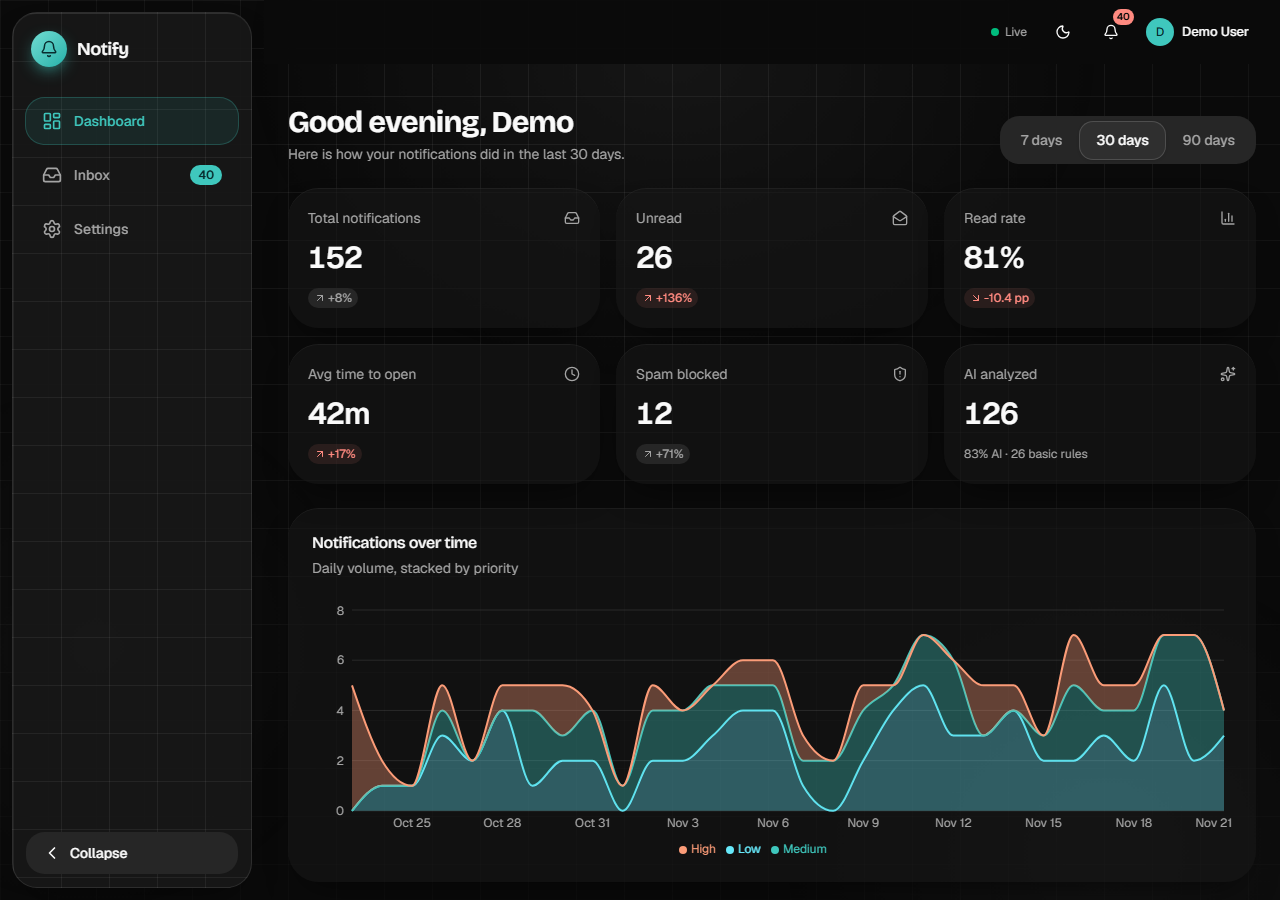 Notify
Dashboard
Inbox 40
Settings
Collapse
Live
40
D Demo User
Good evening, Demo
Here is how your notifications did in the last 30 days.
7 days 30 days 90 days
Total notifications
152
+8%
Unread
26
+136%
Read rate
81%
-10.4 pp
Avg time to open
42m
+17%
Spam blocked
12
+71%
AI analyzed
126
83% AI · 26 basic rules
Notifications over time
Daily volume, stacked by priority
8
6
4
2
0
Oct 25 Oct 28 Oct 31 Nov 3 Nov 6 Nov 9 Nov 12 Nov 15 Nov 18 Nov 21
High Low Medium